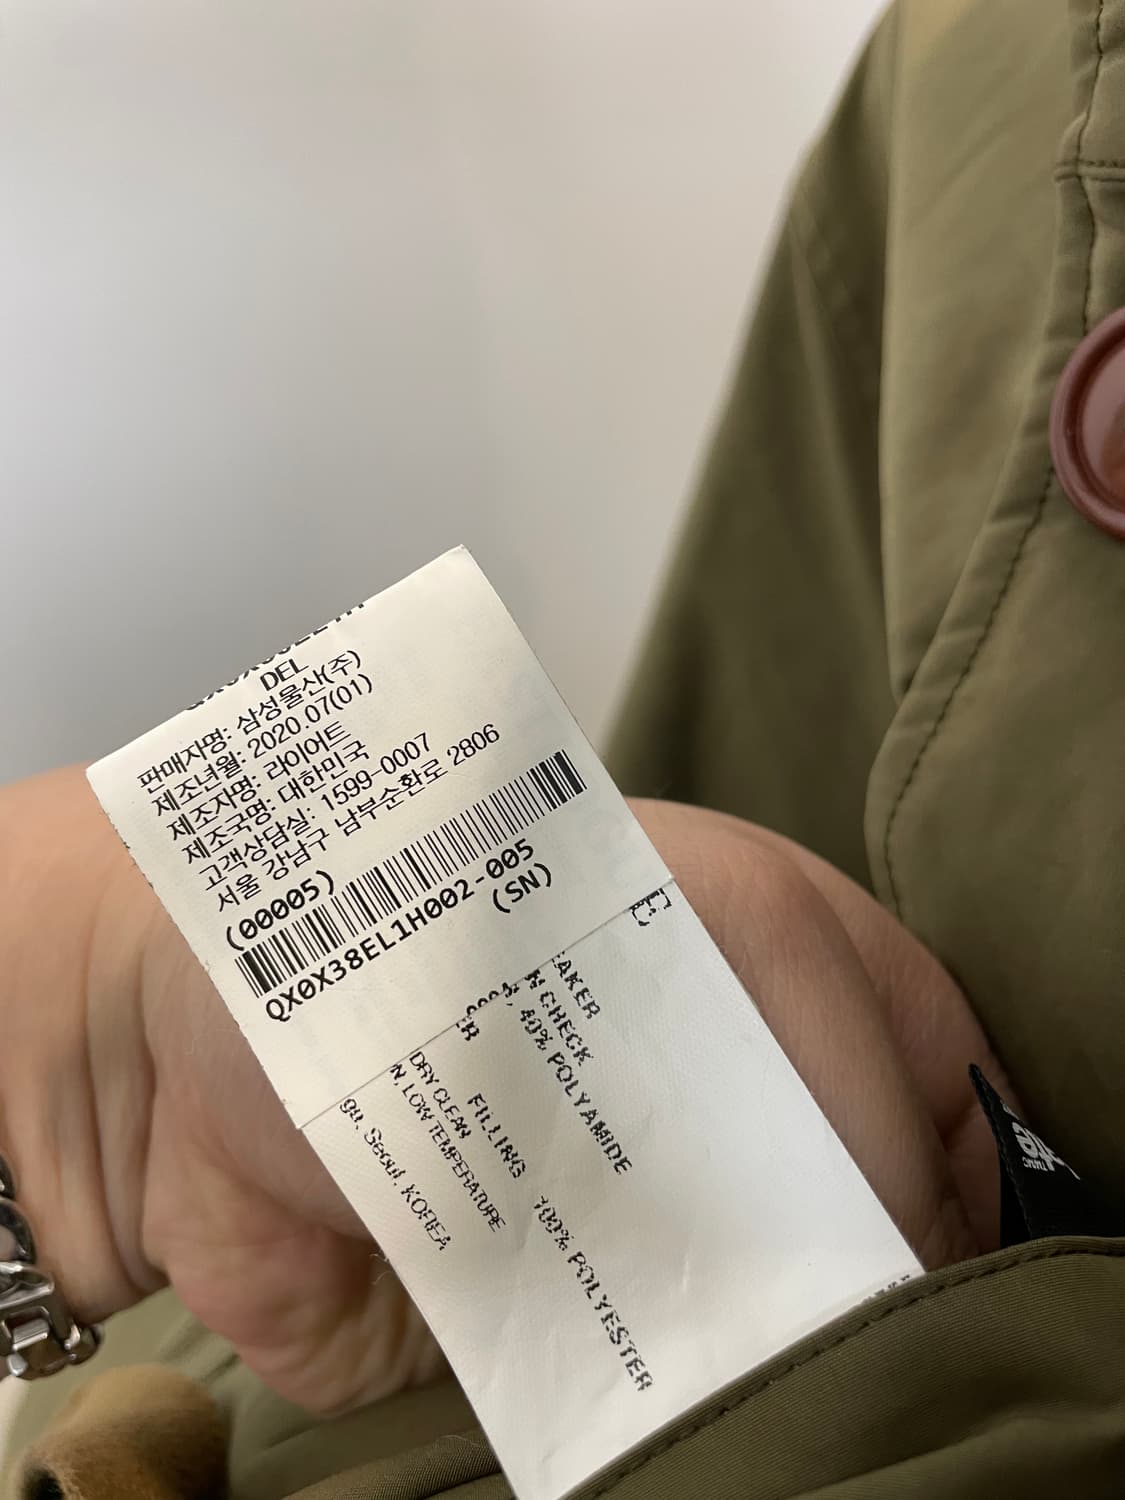 DEL
판매자명: 삼성물산(주)
제조년월: 2020.07(01)
제조자명: 라이어트
제조국명: 대한민국
고객상담실: 1599-0007
서울 강남구 남부순환로 2806
(00005)
QX0X38EL1H002-005
(SN)
CHECK
40% POLYAMIDE
FILLING 100% POLYESTER
DRY CLEAN
LOW TEMPERATURE
Seoul, KOREA